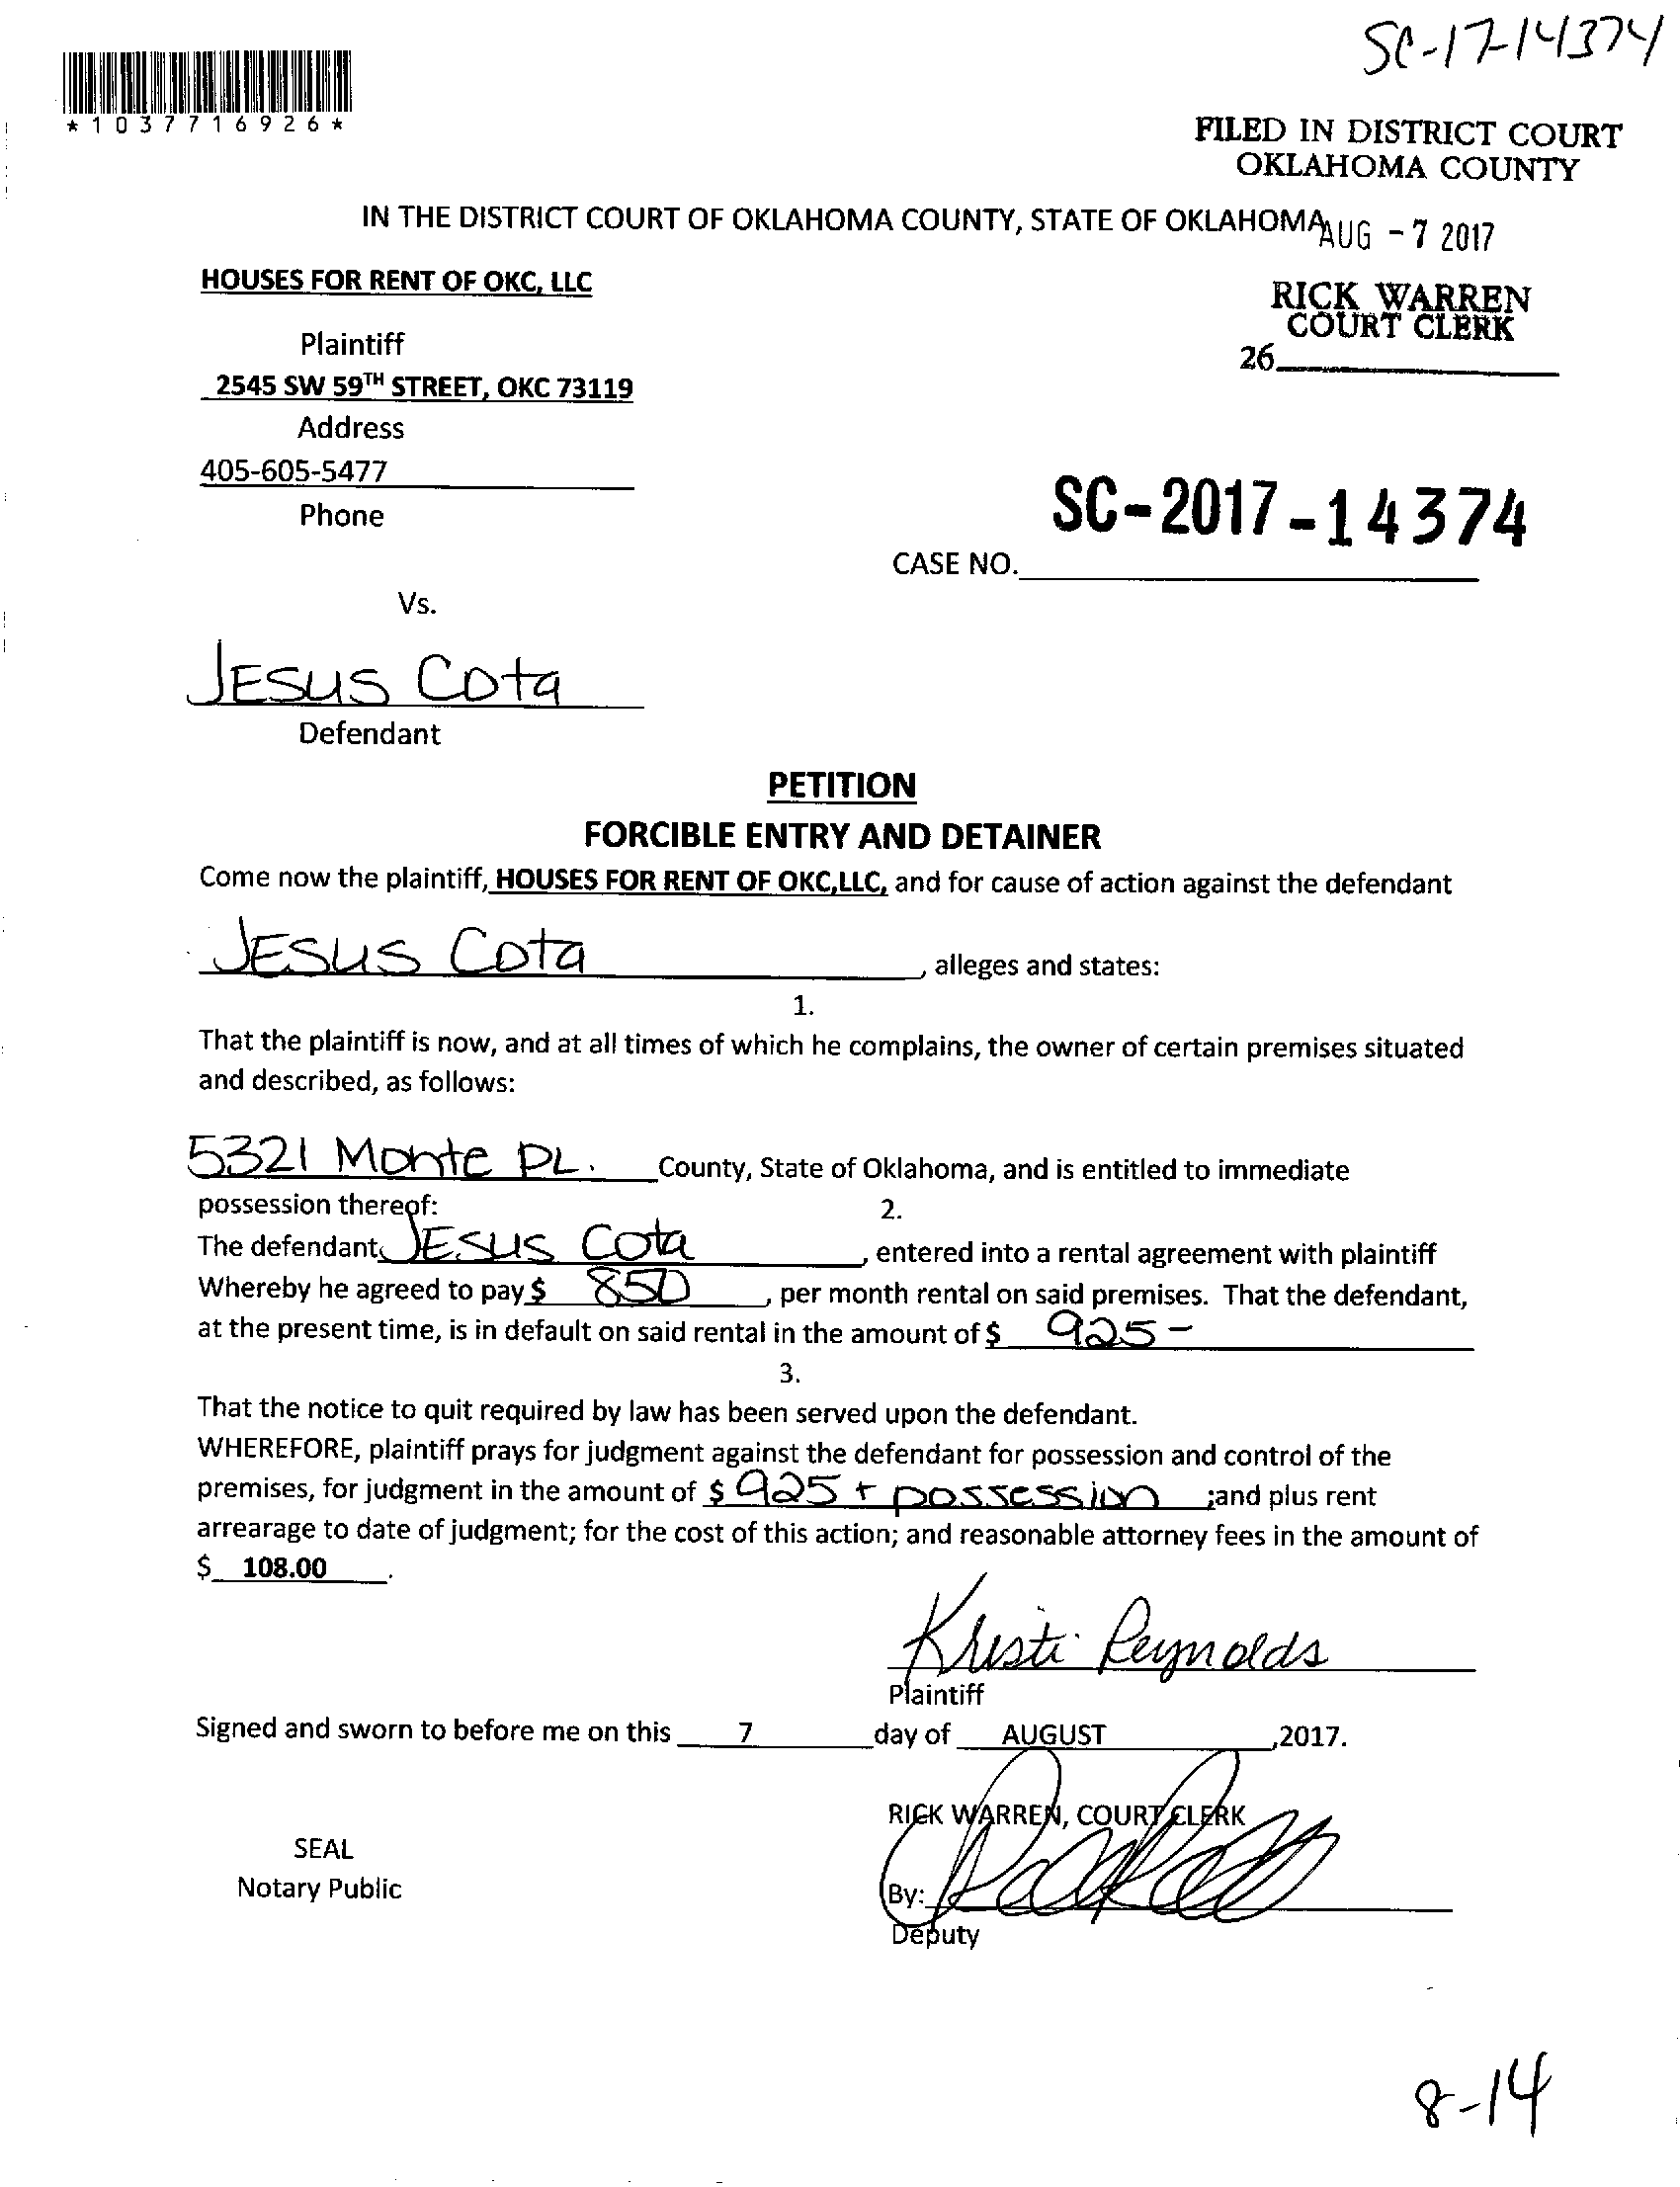 SC-17-14374
*1037716926*
FILED IN DISTRICT COURT
OKLAHOMA COUNTY
IN THE DISTRICT COURT OF OKLAHOMA COUNTY, STATE OF OKLAHOMA
AUG - 7 2017
HOUSES FOR RENT OF OKC, LLC
RICK WARREN
COURT CLERK
Plaintiff
26
2545 SW 59TH STREET, OKC 73119
Address
405-605-5477
Phone
SC-2017-14374
CASE NO.
Vs.
JESUS Cota
Defendant
PETITION
FORCIBLE ENTRY AND DETAINER
Come now the plaintiff, HOUSES FOR RENT OF OKC,LLC, and for cause of action against the defendant
JESUS Cota, alleges and states:
1.
That the plaintiff is now, and at all times of which he complains, the owner of certain premises situated
and described, as follows:
5321 Monte PL. County, State of Oklahoma, and is entitled to immediate
possession thereof:
2.
The defendant, JESUS Cota, entered into a rental agreement with plaintiff
Whereby he agreed to pay $ 850, per month rental on said premises. That the defendant,
at the present time, is in default on said rental in the amount of $ 925-
3.
That the notice to quit required by law has been served upon the defendant.
WHEREFORE, plaintiff prays for judgment against the defendant for possession and control of the
premises, for judgment in the amount of $ 925 + possession ;and plus rent
arrearage to date of judgment; for the cost of this action; and reasonable attorney fees in the amount of
$ 108.00.
Kristi Reynolds
Plaintiff
Signed and sworn to before me on this 7 day of AUGUST ,2017.
RICK WARREN, COURT CLERK
SEAL
Notary Public
By:
Deputy
8-14